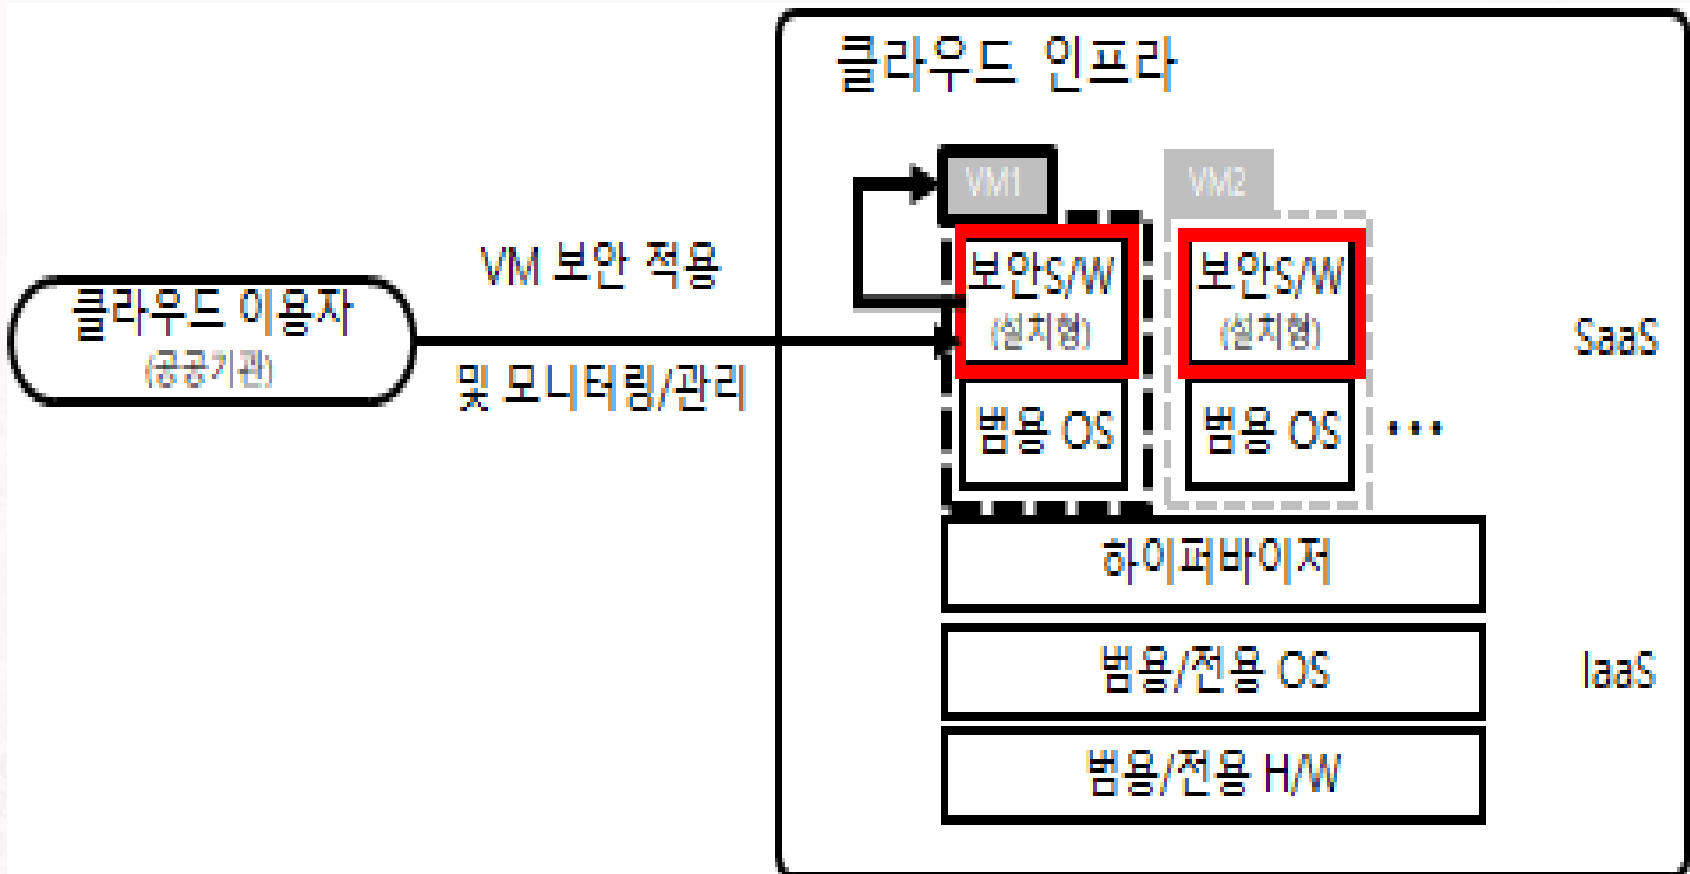 클라우드 인프라
VM1
VM2
VM 보안 적용
클라우드 이용자
(공공기관)
및 모니터링/관리
보안S/W
(설치형)
보안S/W
(설치형)
SaaS
범용 OS
범용 OS
...
하이퍼바이저
범용/전용 OS
IaaS
범용/전용 H/W